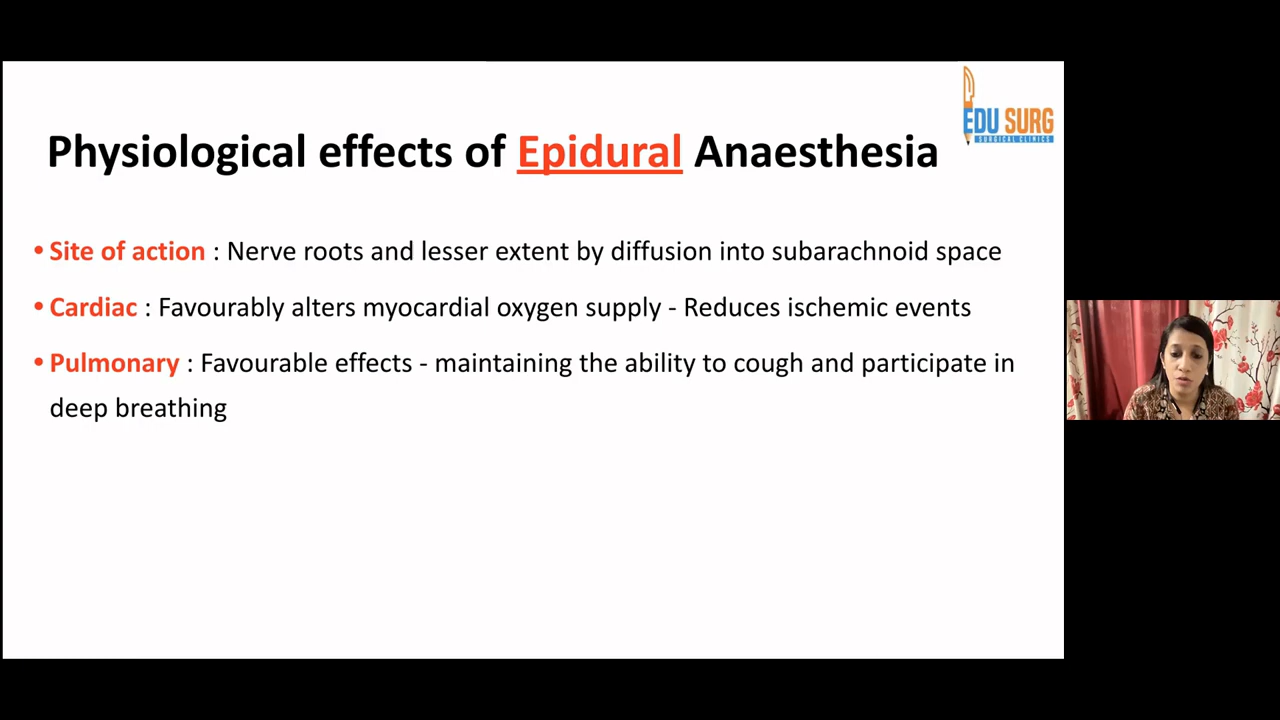 EDU SURG
SURGICAL CLINICS
Physiological effects of Epidural Anaesthesia
• Site of action : Nerve roots and lesser extent by diffusion into subarachnoid space
• Cardiac : Favourably alters myocardial oxygen supply - Reduces ischemic events
• Pulmonary : Favourable effects - maintaining the ability to cough and participate in
deep breathing